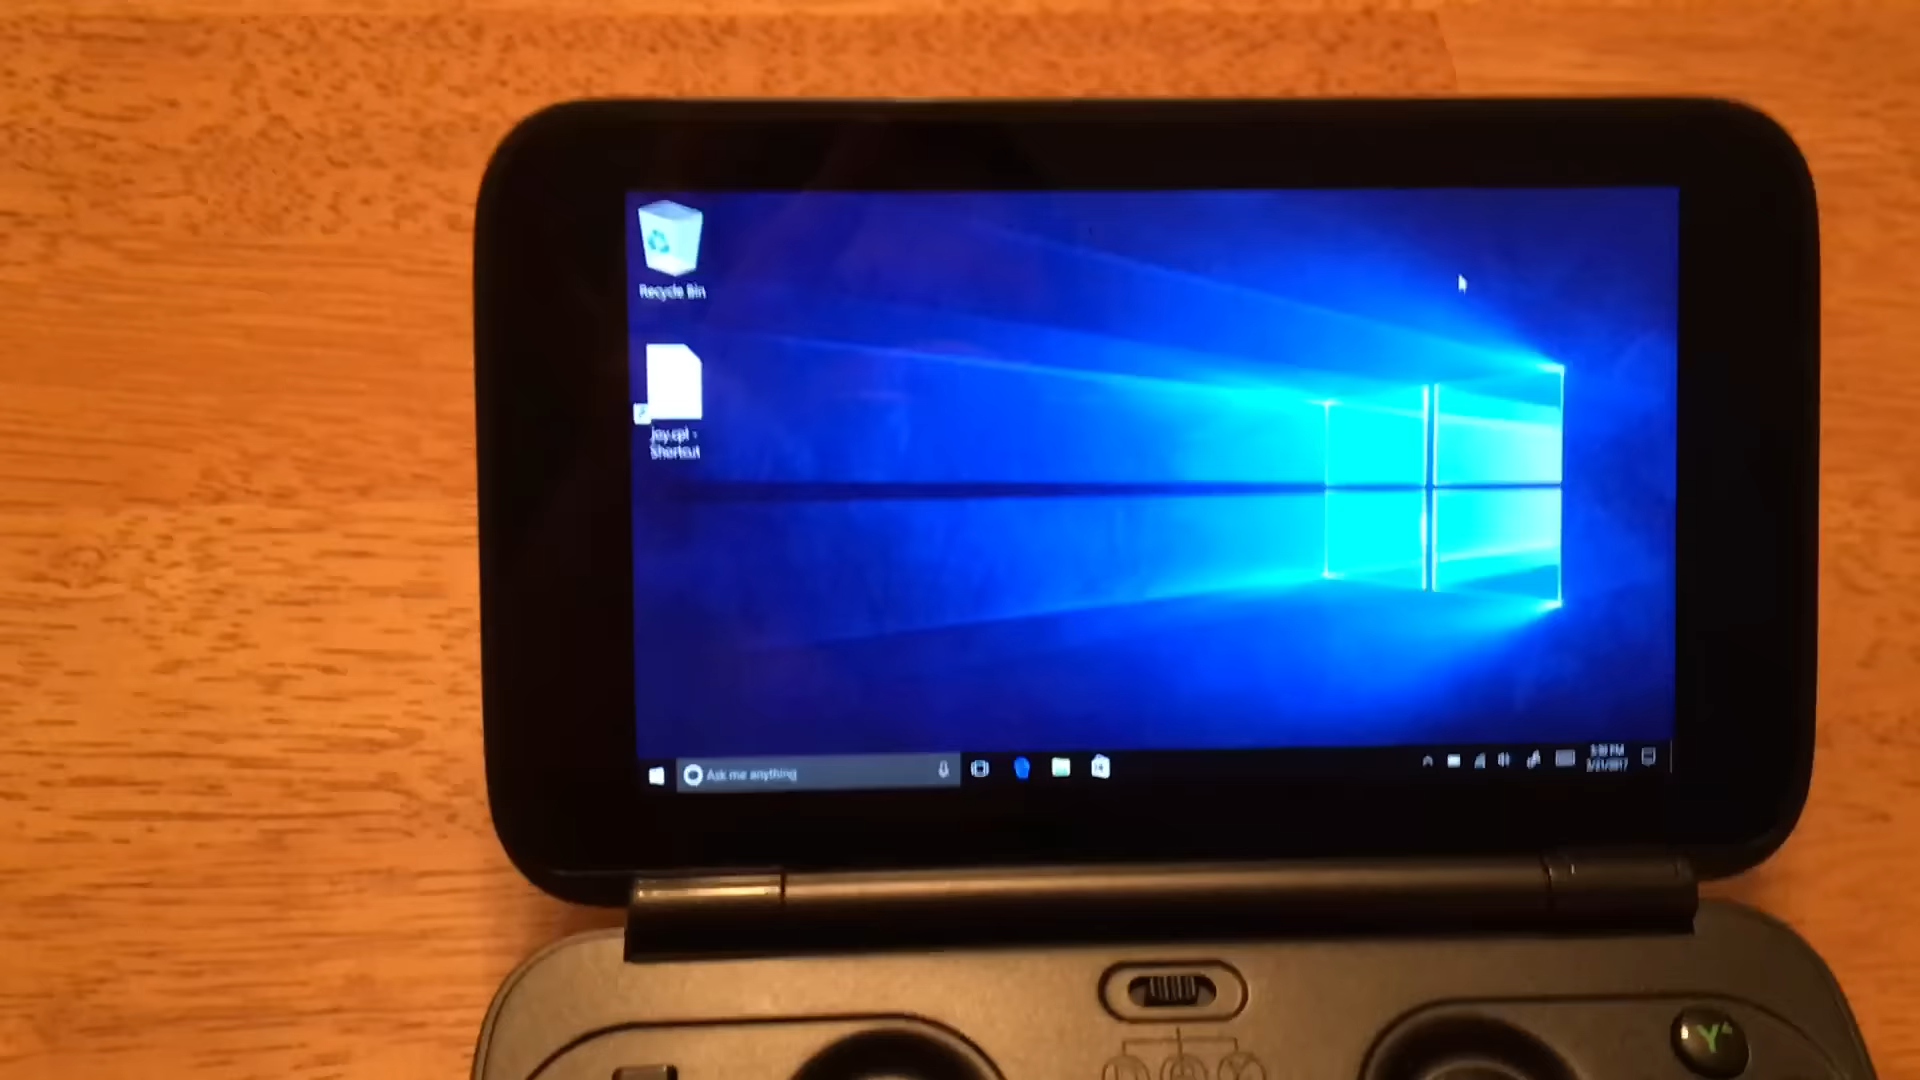 Recycle Bin
Joy.cpl -
Shortcut
Ask me anything
Y